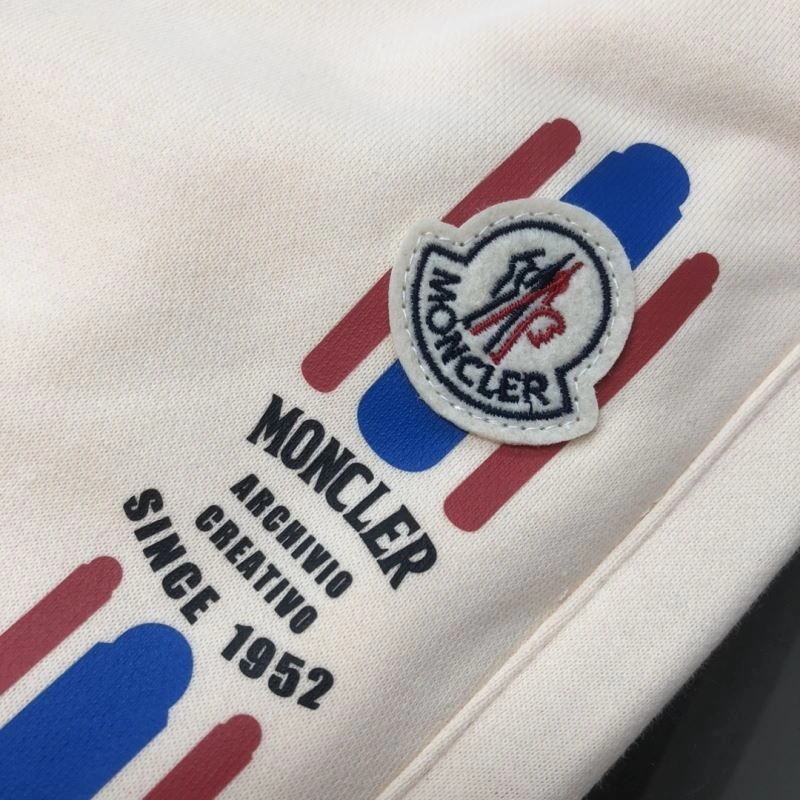 MONCLER
MONCLER
ARCHIVIO
CREATIVO
SINCE 1952